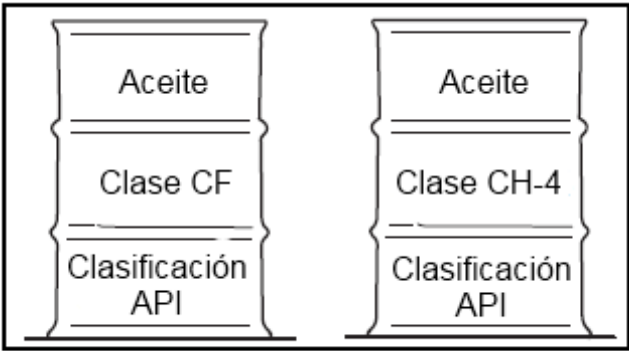 Aceite
Clase CF
Clasificación
API
Aceite
Clase CH-4
Clasificación
API